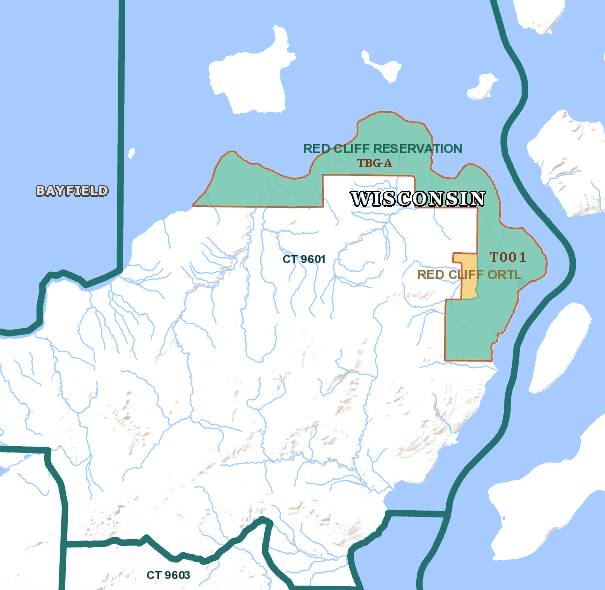 RED CLIFF RESERVATION
TBG-A
BAYFIELD
WISCONSIN
CT 9601
T001
RED CLIFF ORTL
CT 9603